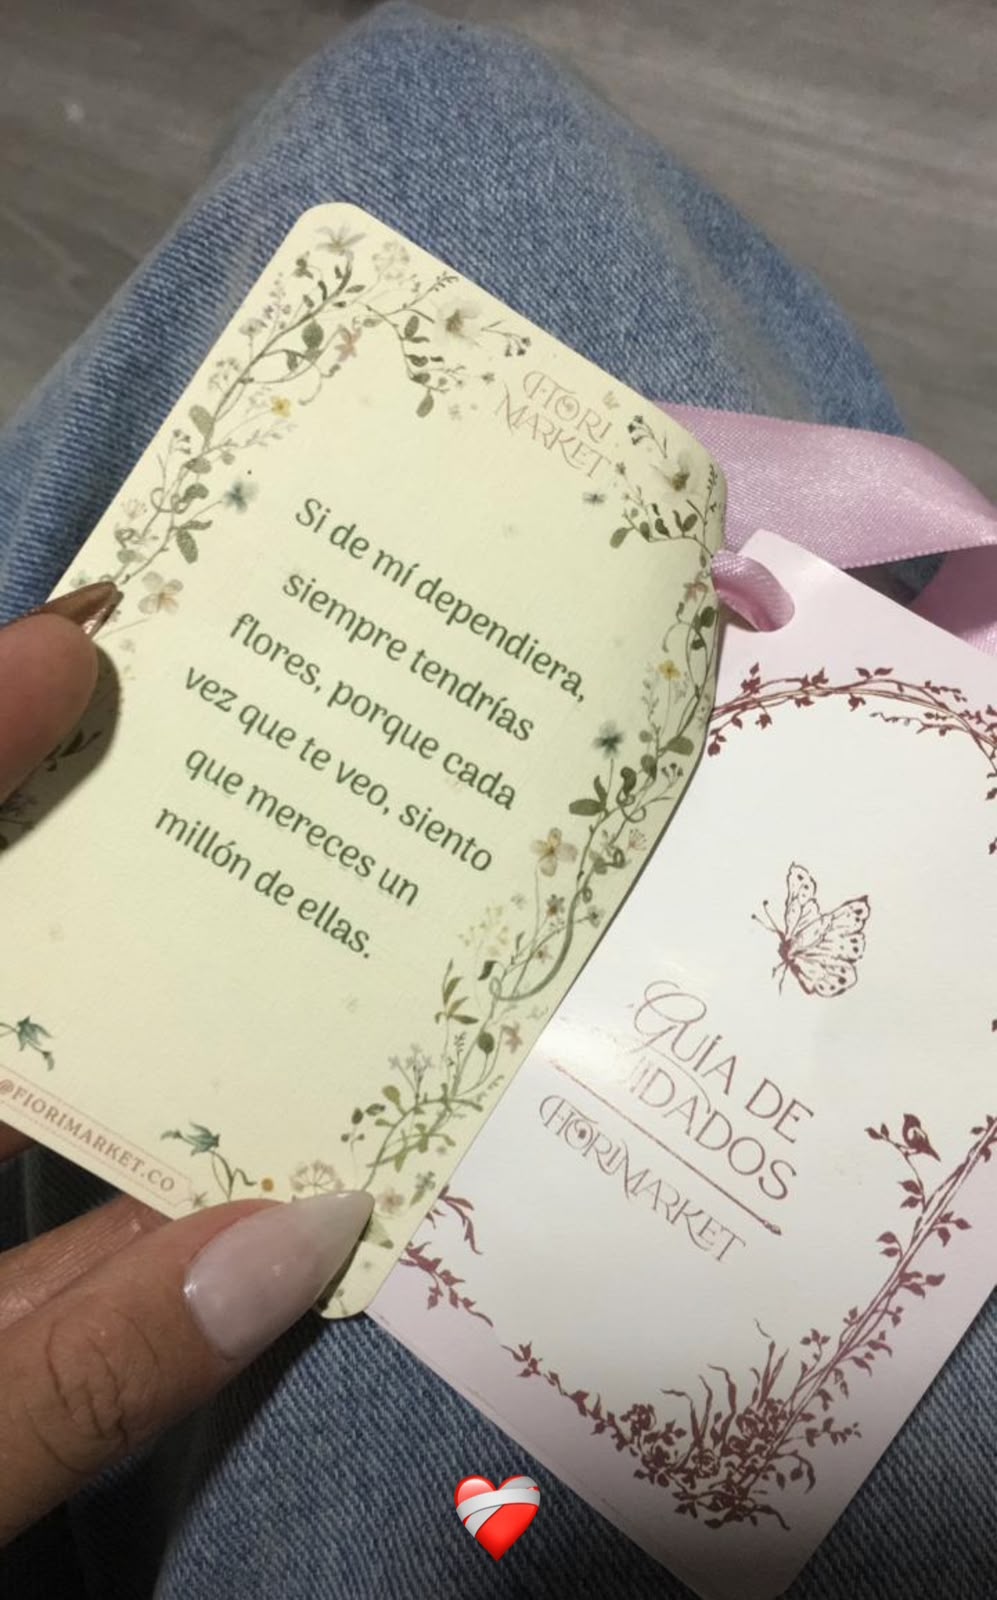 FIORI
MARKET
Si de mí dependiera,
siempre tendrías
flores, porque cada
vez que te veo, siento
que mereces un
millón de ellas.
@FIORIMARKET.CO
GUÍA DE
UIDADOS
FIORIMARKET